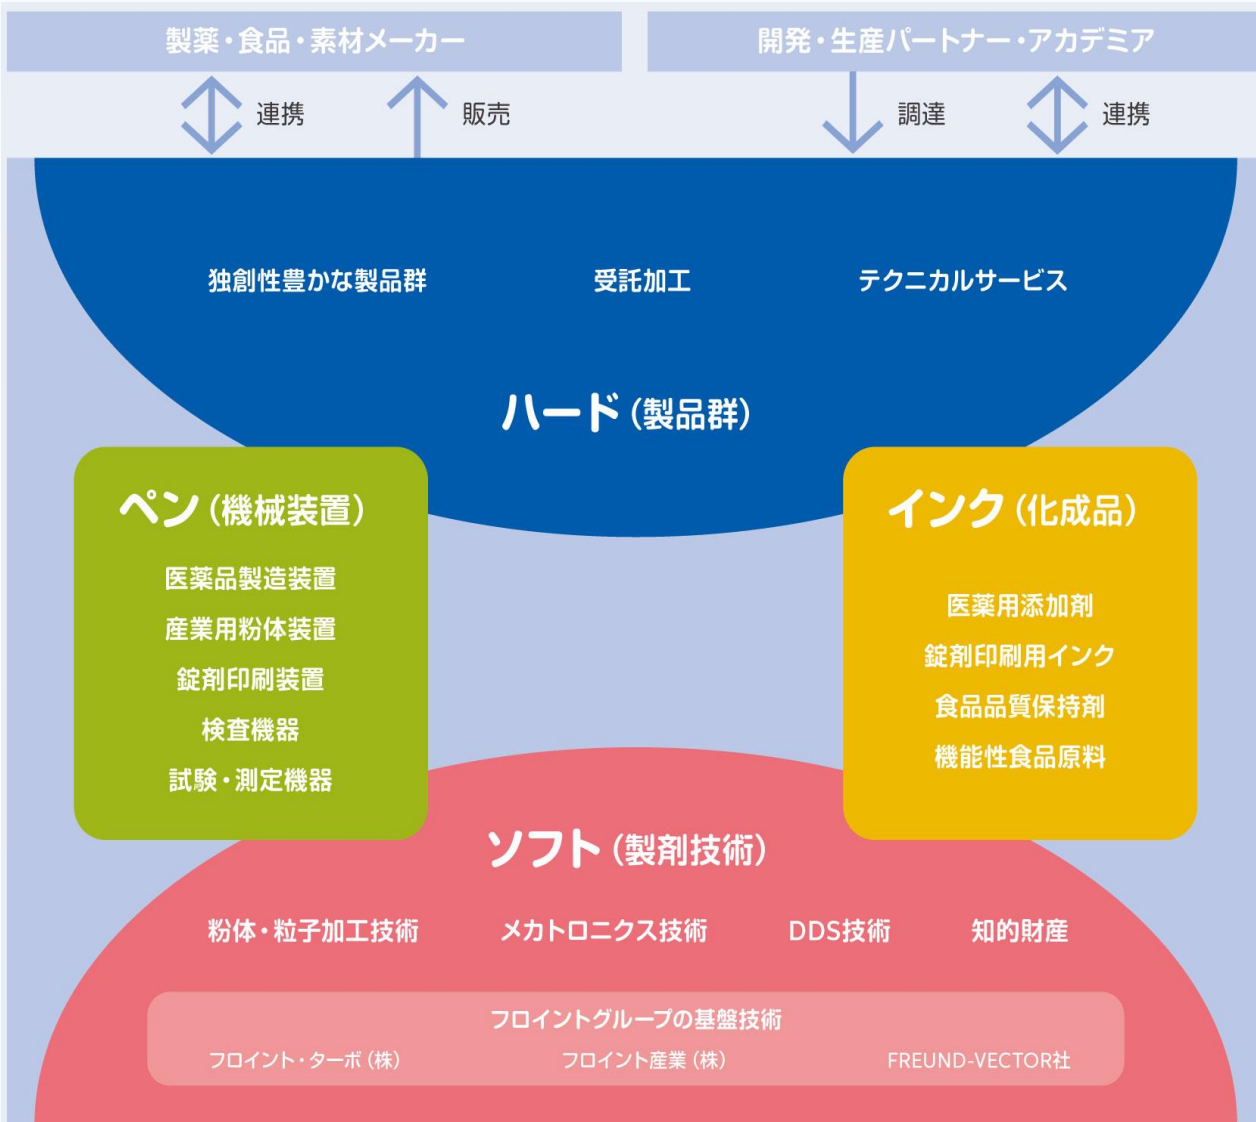 製薬・食品・素材メーカー
開発・生産パートナー・アカデミア
連携
販売
調達
連携
独創性豊かな製品群
受託加工
テクニカルサービス
ハード（製品群）
ペン（機械装置）
医薬品製造装置
産業用粉体装置
錠剤印刷装置
検査機器
試験・測定機器
インク（化成品）
医薬用添加剤
錠剤印刷用インク
食品品質保持剤
機能性食品原料
ソフト（製剤技術）
粉体・粒子加工技術
メカトロニクス技術
DDS技術
知的財産
フロイントグループの基盤技術
フロイント・ターボ（株）
フロイント産業（株）
FREUND-VECTOR社